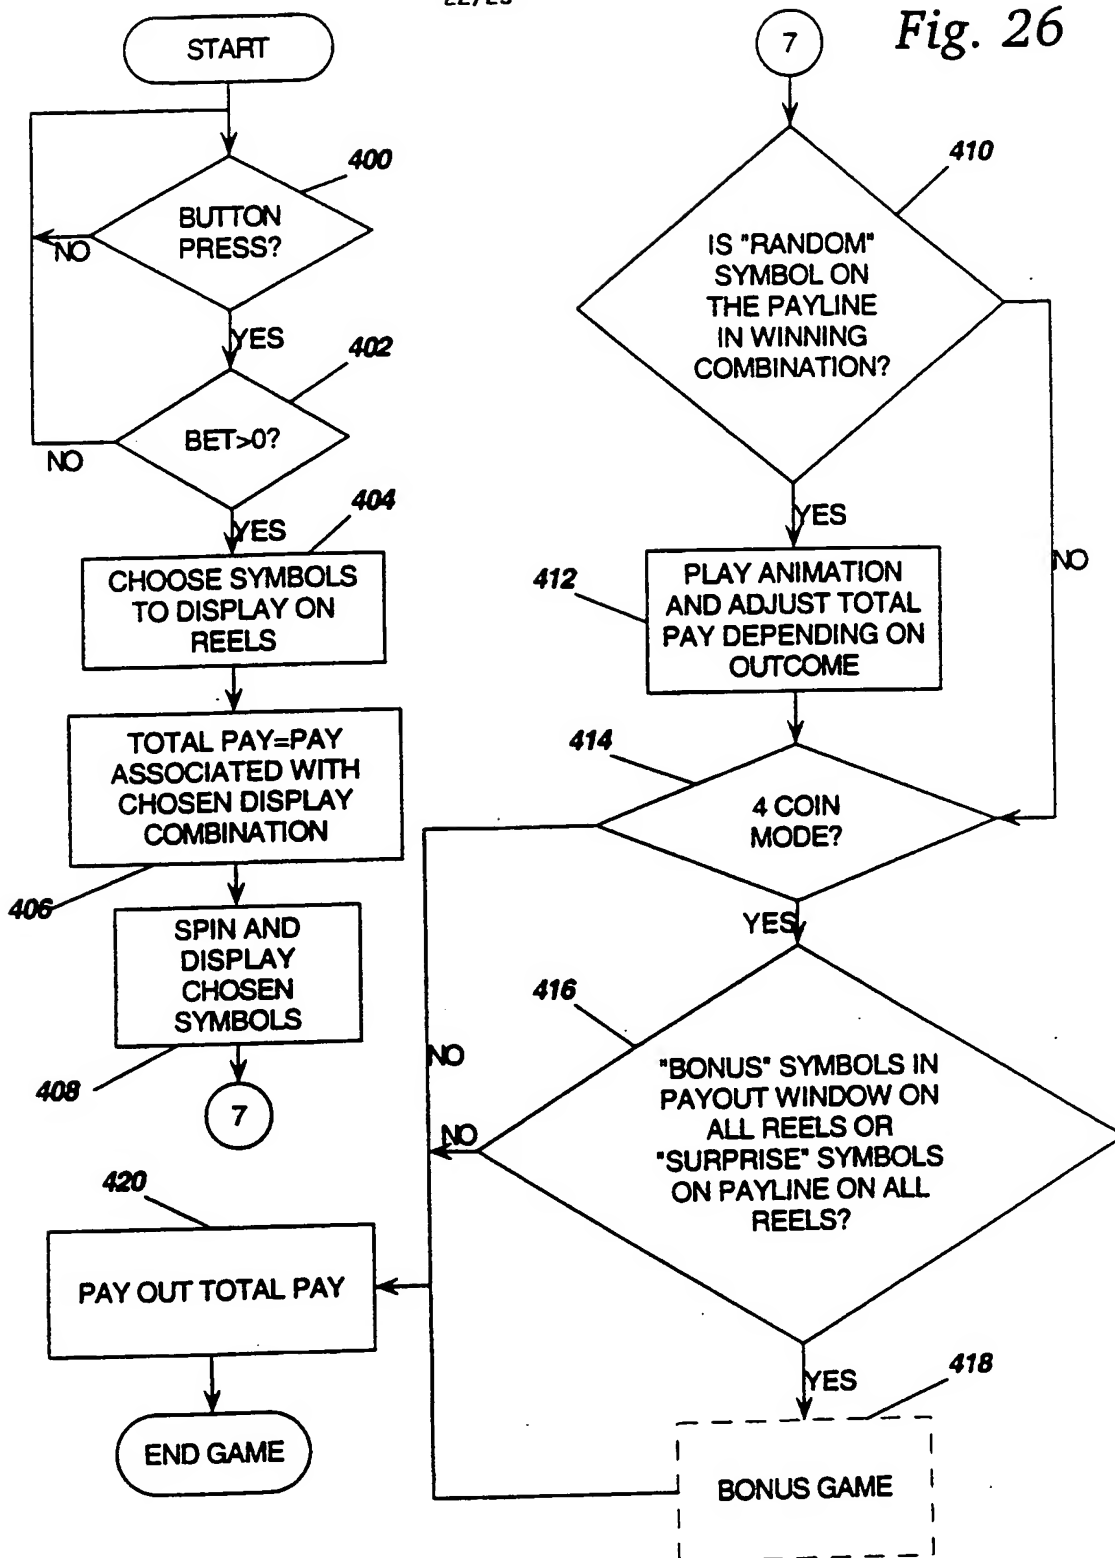 Fig. 26
START
400
BUTTON
PRESS?
NO
YES
402
BET>0?
NO
YES
404
CHOOSE SYMBOLS
TO DISPLAY ON
REELS
TOTAL PAY=PAY
ASSOCIATED WITH
CHOSEN DISPLAY
COMBINATION
406
SPIN AND
DISPLAY
CHOSEN
SYMBOLS
408
7
420
PAY OUT TOTAL PAY
END GAME
7
410
IS "RANDOM"
SYMBOL ON
THE PAYLINE
IN WINNING
COMBINATION?
YES
NO
412
PLAY ANIMATION
AND ADJUST TOTAL
PAY DEPENDING ON
OUTCOME
414
4 COIN
MODE?
YES
NO
416
"BONUS" SYMBOLS IN
PAYOUT WINDOW ON
ALL REELS OR
"SURPRISE" SYMBOLS
ON PAYLINE ON ALL
REELS?
NO
YES
418
BONUS GAME